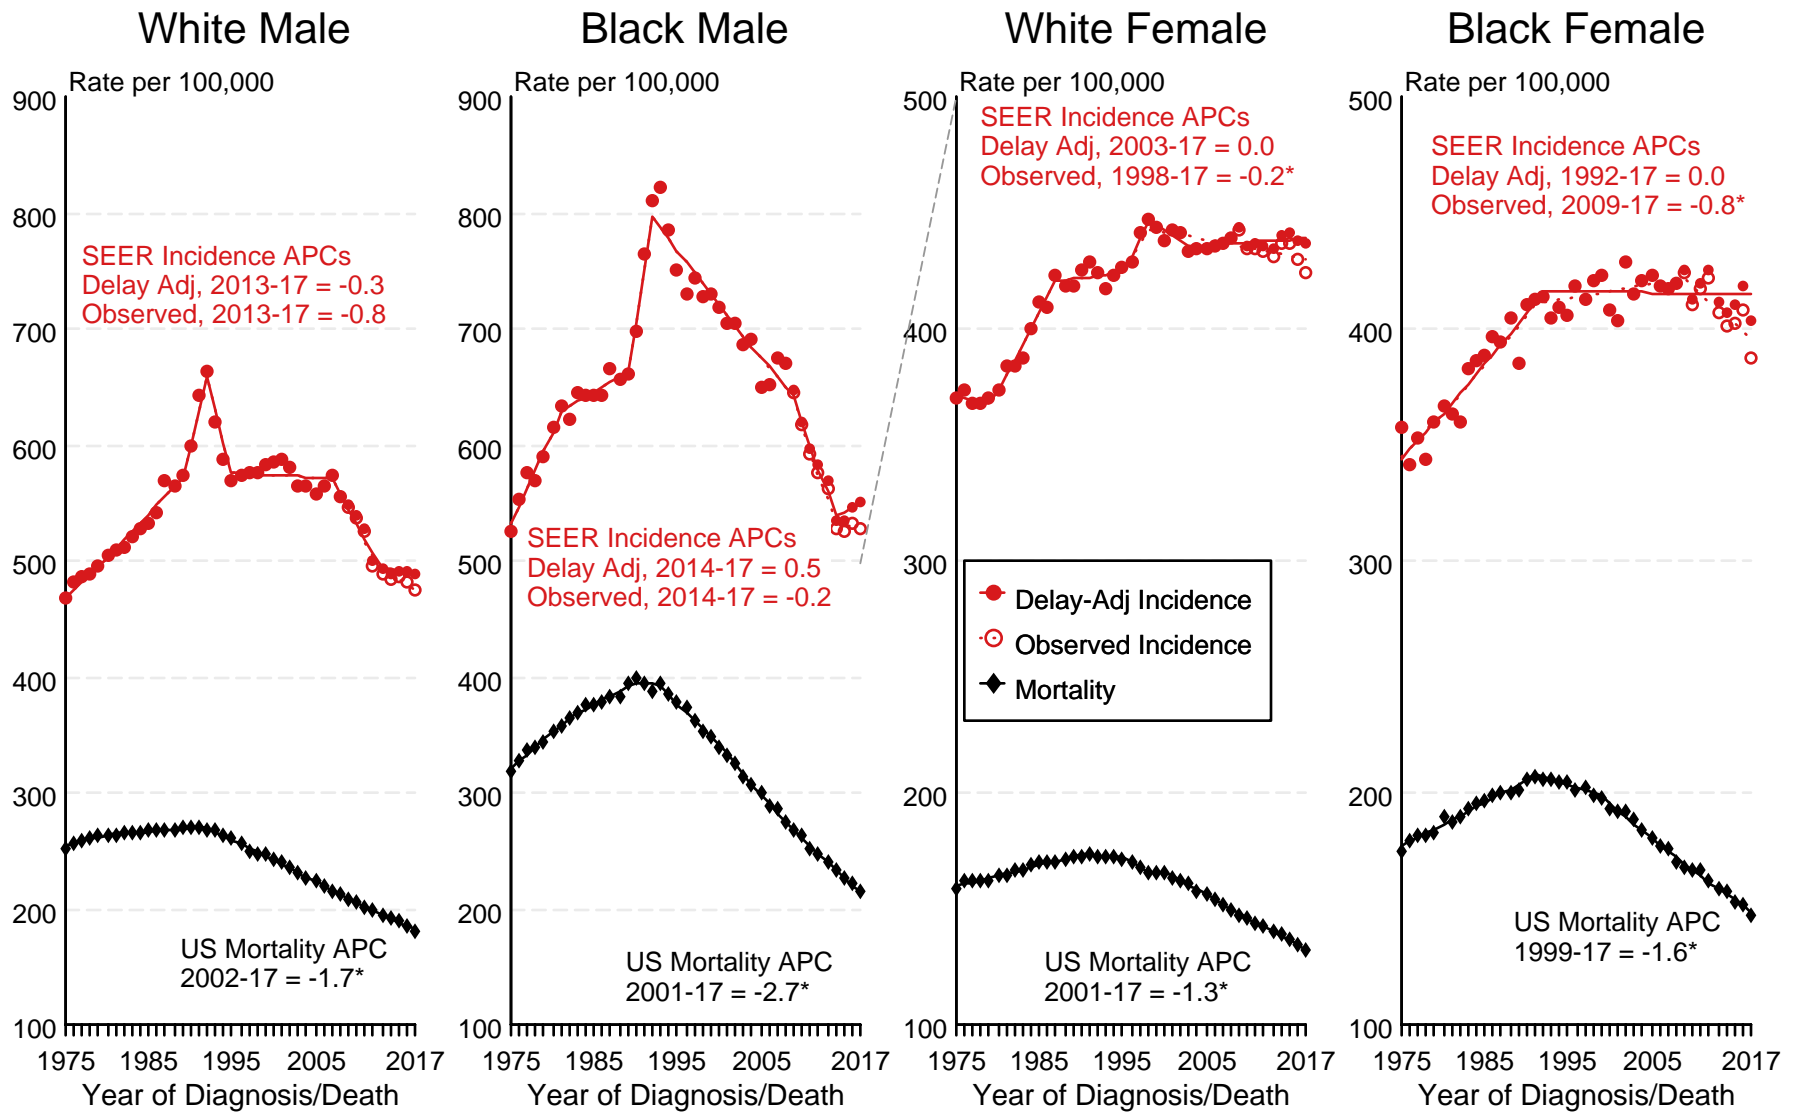 White Male
Black Male
White Female
Black Female
Rate per 100,000
Rate per 100,000
Rate per 100,000
Rate per 100,000
900
800
700
600
500
400
300
200
100
SEER Incidence APCs
Delay Adj, 2013-17 = -0.3
Observed, 2013-17 = -0.8
US Mortality APC
2002-17 = -1.7*
1975
1985
1995
2005
2017
Year of Diagnosis/Death
900
800
700
600
500
400
300
200
100
SEER Incidence APCs
Delay Adj, 2014-17 = 0.5
Observed, 2014-17 = -0.2
US Mortality APC
2001-17 = -2.7*
1975
1985
1995
2005
2017
Year of Diagnosis/Death
500
400
300
200
100
SEER Incidence APCs
Delay Adj, 2003-17 = 0.0
Observed, 1998-17 = -0.2*
Delay-Adj Incidence
Observed Incidence
Mortality
US Mortality APC
2001-17 = -1.3*
1975
1985
1995
2005
2017
Year of Diagnosis/Death
500
400
300
200
100
SEER Incidence APCs
Delay Adj, 1992-17 = 0.0
Observed, 2009-17 = -0.8*
US Mortality APC
1999-17 = -1.6*
1975
1985
1995
2005
2017
Year of Diagnosis/Death